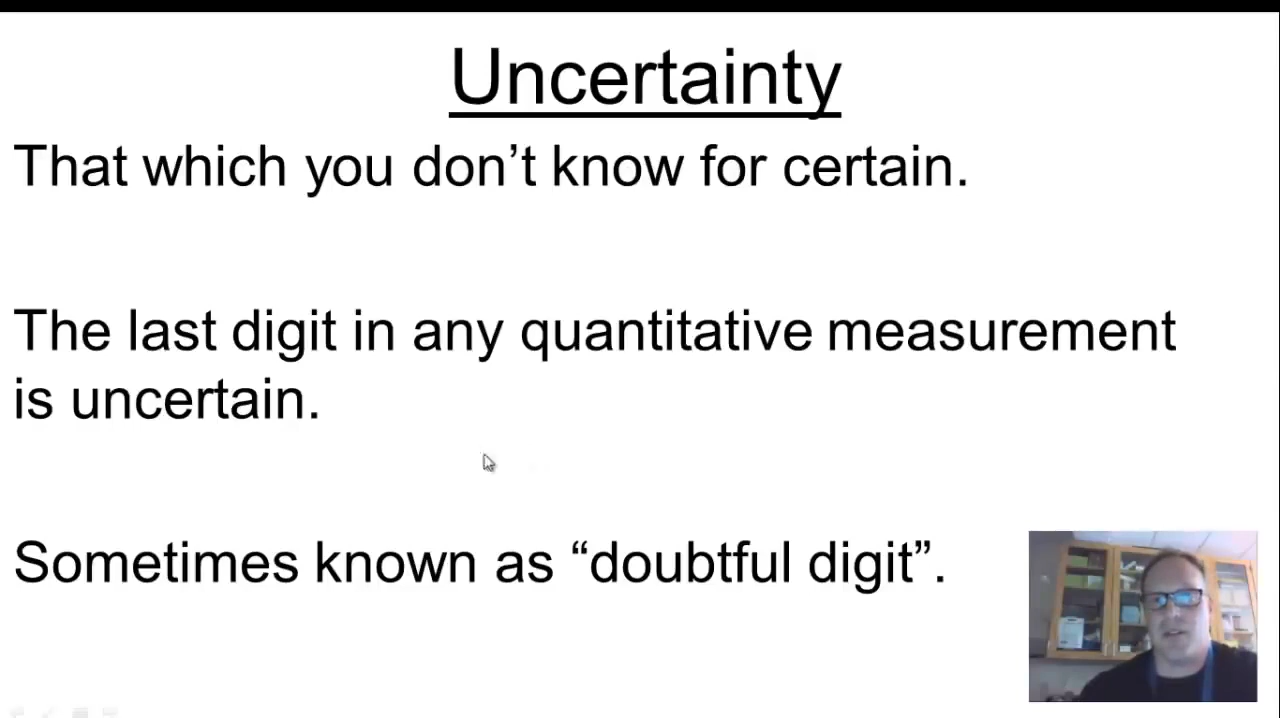 Uncertainty
That which you don’t know for certain.
The last digit in any quantitative measurement
is uncertain.
Sometimes known as “doubtful digit”.